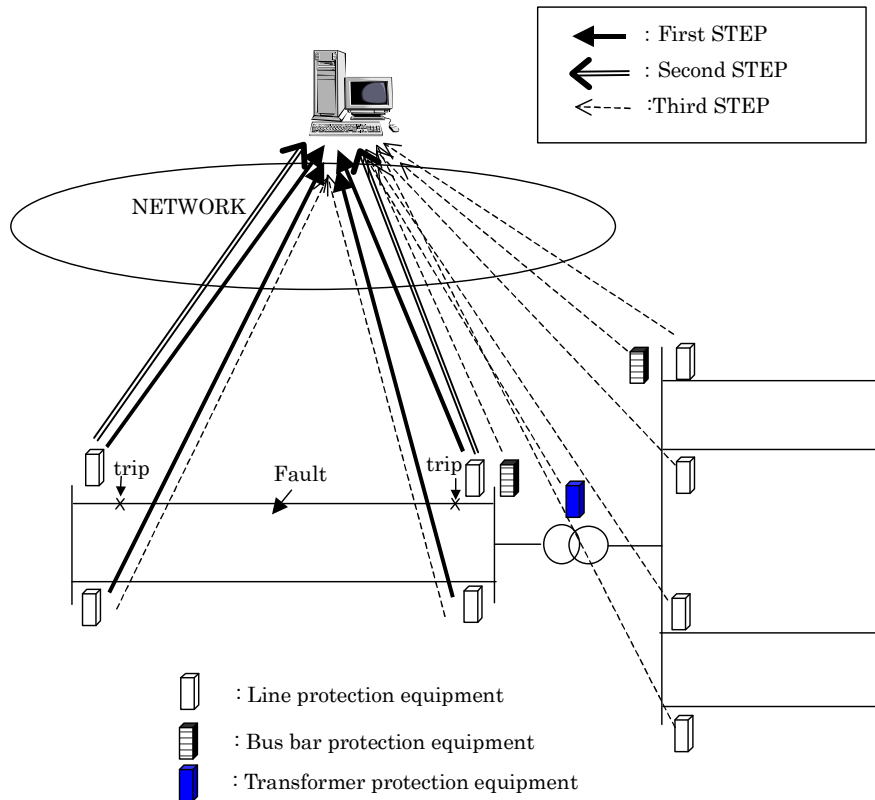 : First STEP
: Second STEP
:Third STEP
NETWORK
trip
Fault
trip
: Line protection equipment
: Bus bar protection equipment
: Transformer protection equipment